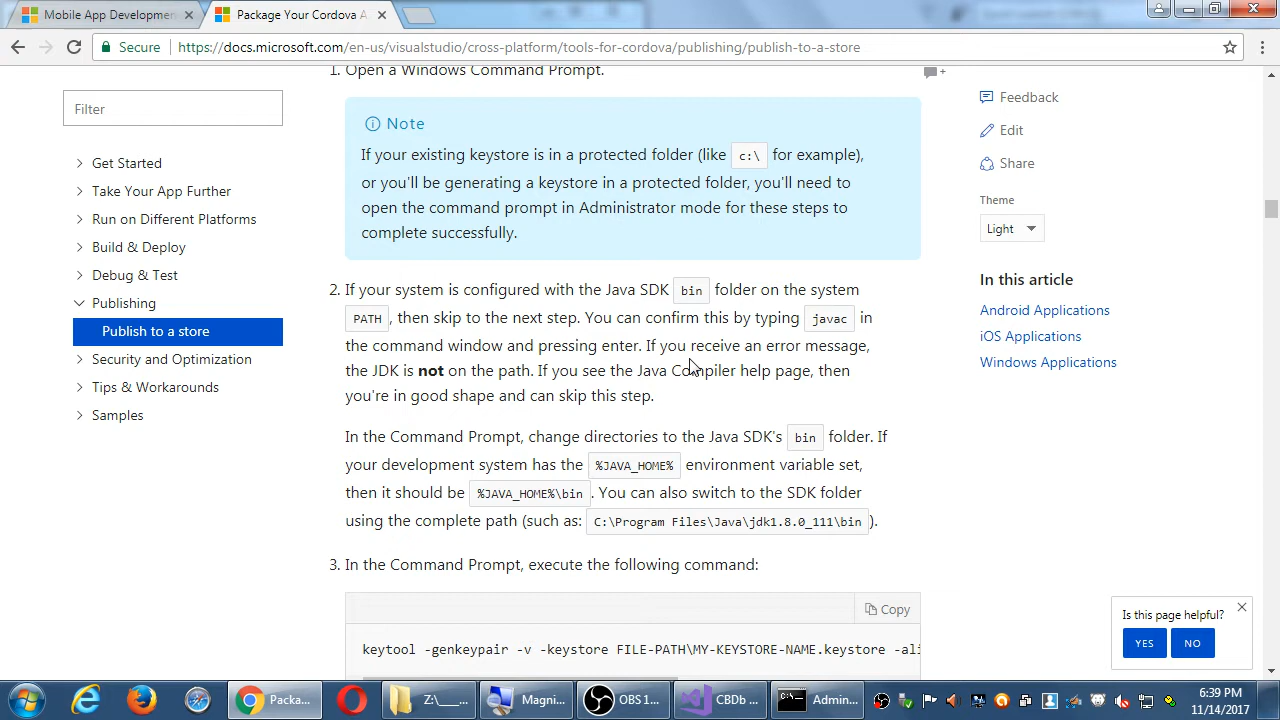 Mobile App Developmen
Package Your Cordova A
Secure
https://docs.microsoft.com/en-us/visualstudio/cross-platform/tools-for-cordova/publishing/publish-to-a-store
Filter
Get Started
Take Your App Further
Run on Different Platforms
Build & Deploy
Debug & Test
Publishing
Publish to a store
Security and Optimization
Tips & Workarounds
Samples
1. Open a Windows Command Prompt.
Note
If your existing keystore is in a protected folder (like c:\ for example),
or you'll be generating a keystore in a protected folder, you'll need to
open the command prompt in Administrator mode for these steps to
complete successfully.
2. If your system is configured with the Java SDK bin folder on the system
PATH , then skip to the next step. You can confirm this by typing javac in
the command window and pressing enter. If you receive an error message,
the JDK is not on the path. If you see the Java Compiler help page, then
you're in good shape and can skip this step.
In the Command Prompt, change directories to the Java SDK's bin folder. If
your development system has the %JAVA_HOME% environment variable set,
then it should be %JAVA_HOME%\bin . You can also switch to the SDK folder
using the complete path (such as: C:\Program Files\Java\jdk1.8.0_111\bin ).
3. In the Command Prompt, execute the following command:
Copy
keytool -genkeypair -v -keystore FILE-PATH\MY-KEYSTORE-NAME.keystore -ali
Feedback
Edit
Share
Theme
Light
In this article
Android Applications
iOS Applications
Windows Applications
Is this page helpful?
YES
NO
Packa...
Z:\___...
Magni...
OBS 1...
CBDb ...
Admin...
6:39 PM
11/14/2017